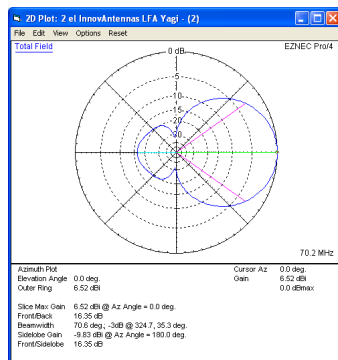 2D Plot: 2 el InnovAntennas LFA Yagi - (2)
File Edit View Options Reset
Total Field
EZNEC Pro/4
0 dB
-5
-10
-15
-20
-30
70.2 MHz
Azimuth Plot
Elevation Angle 0.0 deg.
Outer Ring 6.52 dBi
Cursor Az 0.0 deg.
Gain 6.52 dBi
0.0 dBmax
Slice Max Gain 6.52 dBi @ Az Angle = 0.0 deg.
Front/Back 16.35 dB
Beamwidth 70.6 deg.; -3dB @ 324.7, 35.3 deg.
Sidelobe Gain -9.83 dBi @ Az Angle = 180.0 deg.
Front/Sidelobe 16.35 dB